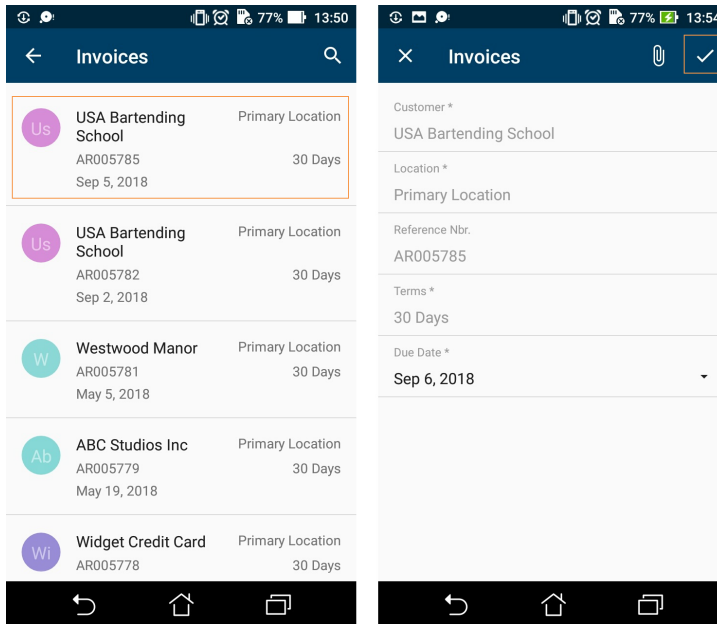 77% 13:50
Invoices
Us
USA Bartending School
Primary Location
AR005785
30 Days
Sep 5, 2018
Us
USA Bartending School
Primary Location
AR005782
30 Days
Sep 2, 2018
W
Westwood Manor
Primary Location
AR005781
30 Days
May 5, 2018
Ab
ABC Studios Inc
Primary Location
AR005779
30 Days
May 19, 2018
Wi
Widget Credit Card
Primary Location
AR005778
30 Days
77% 13:54
Invoices
Customer *
USA Bartending School
Location *
Primary Location
Reference Nbr.
AR005785
Terms *
30 Days
Due Date *
Sep 6, 2018